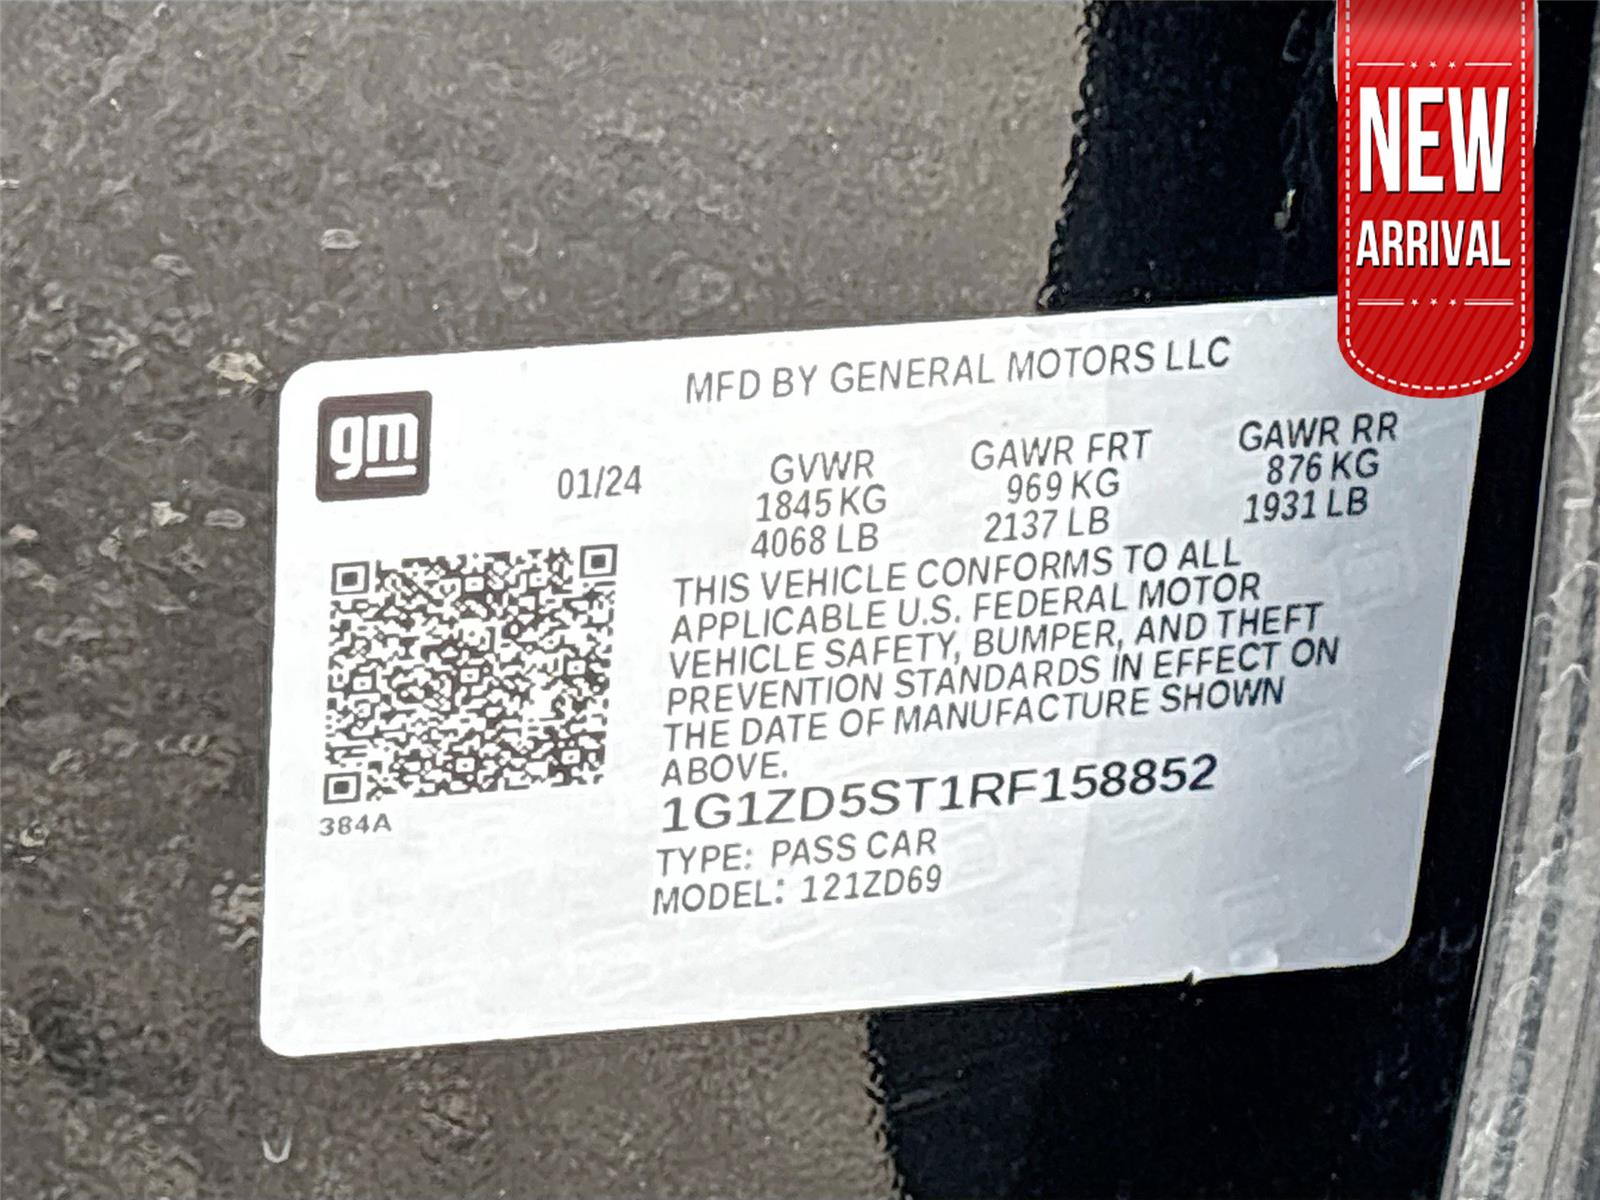 NEW
ARRIVAL
MFD BY GENERAL MOTORS LLC
gm
01/24
GVWR
1845 KG
4068 LB
GAWR FRT
969 KG
2137 LB
GAWR RR
876 KG
1931 LB
THIS VEHICLE CONFORMS TO ALL
APPLICABLE U.S. FEDERAL MOTOR
VEHICLE SAFETY, BUMPER, AND THEFT
PREVENTION STANDARDS IN EFFECT ON
THE DATE OF MANUFACTURE SHOWN
ABOVE.
1G1ZD5ST1RF158852
384A
TYPE: PASS CAR
MODEL: 121ZD69